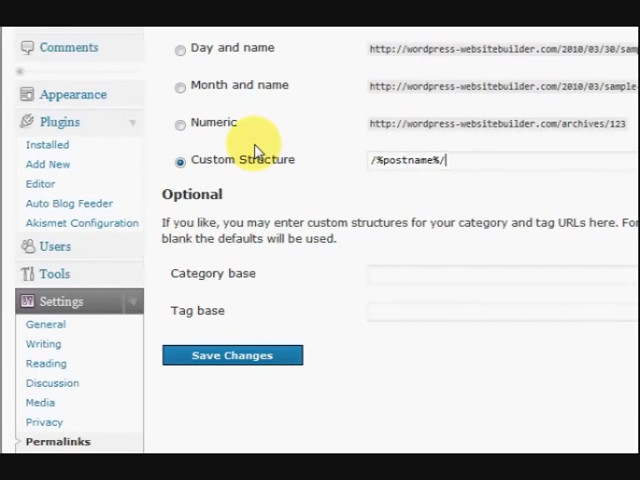 Comments
Appearance
Plugins
Installed
Add New
Editor
Auto Blog Feeder
Akismet Configuration
Users
Tools
Settings
General
Writing
Reading
Discussion
Media
Privacy
Permalinks
Day and name http://wordpress-websitebuilder.com/2010/03/30/sam
Month and name http://wordpress-websitebuilder.com/2010/03/sample
Numeric http://wordpress-websitebuilder.com/archives/123
Custom Structure /%postname%/
Optional
If you like, you may enter custom structures for your category and tag URLs here. For
blank the defaults will be used.
Category base
Tag base
Save Changes